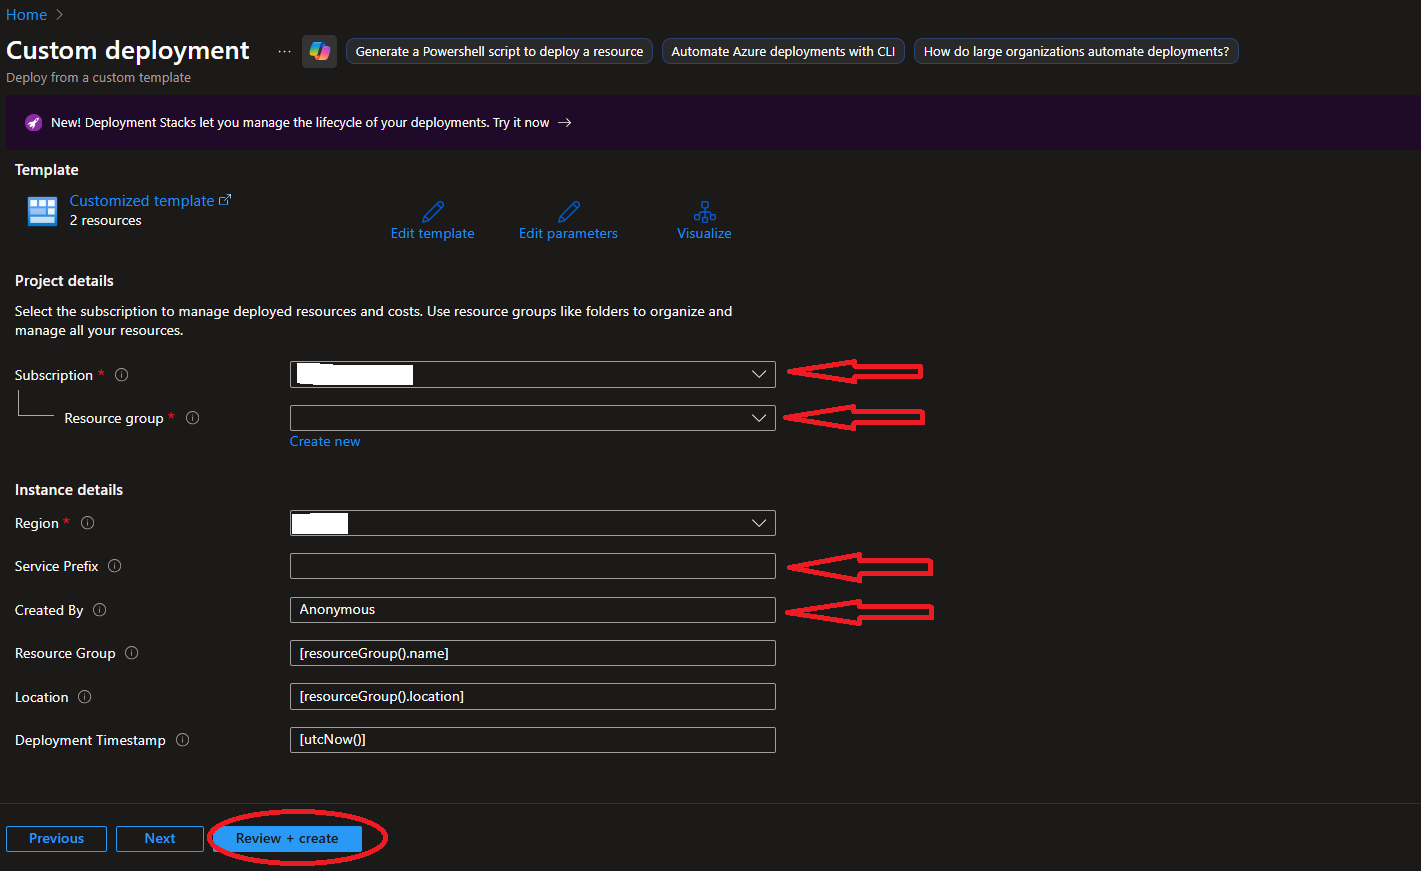 Home >
Custom deployment ...
Generate a Powershell script to deploy a resource
Automate Azure deployments with CLI
How do large organizations automate deployments?
Deploy from a custom template
New! Deployment Stacks let you manage the lifecycle of your deployments. Try it now →
Template
Customized template
2 resources
Edit template
Edit parameters
Visualize
Project details
Select the subscription to manage deployed resources and costs. Use resource groups like folders to organize and
manage all your resources.
Subscription *
Resource group *
Create new
Instance details
Region *
Service Prefix
Created By
Anonymous
Resource Group
[resourceGroup().name]
Location
[resourceGroup().location]
Deployment Timestamp
[utcNow()]
Previous
Next
Review + create